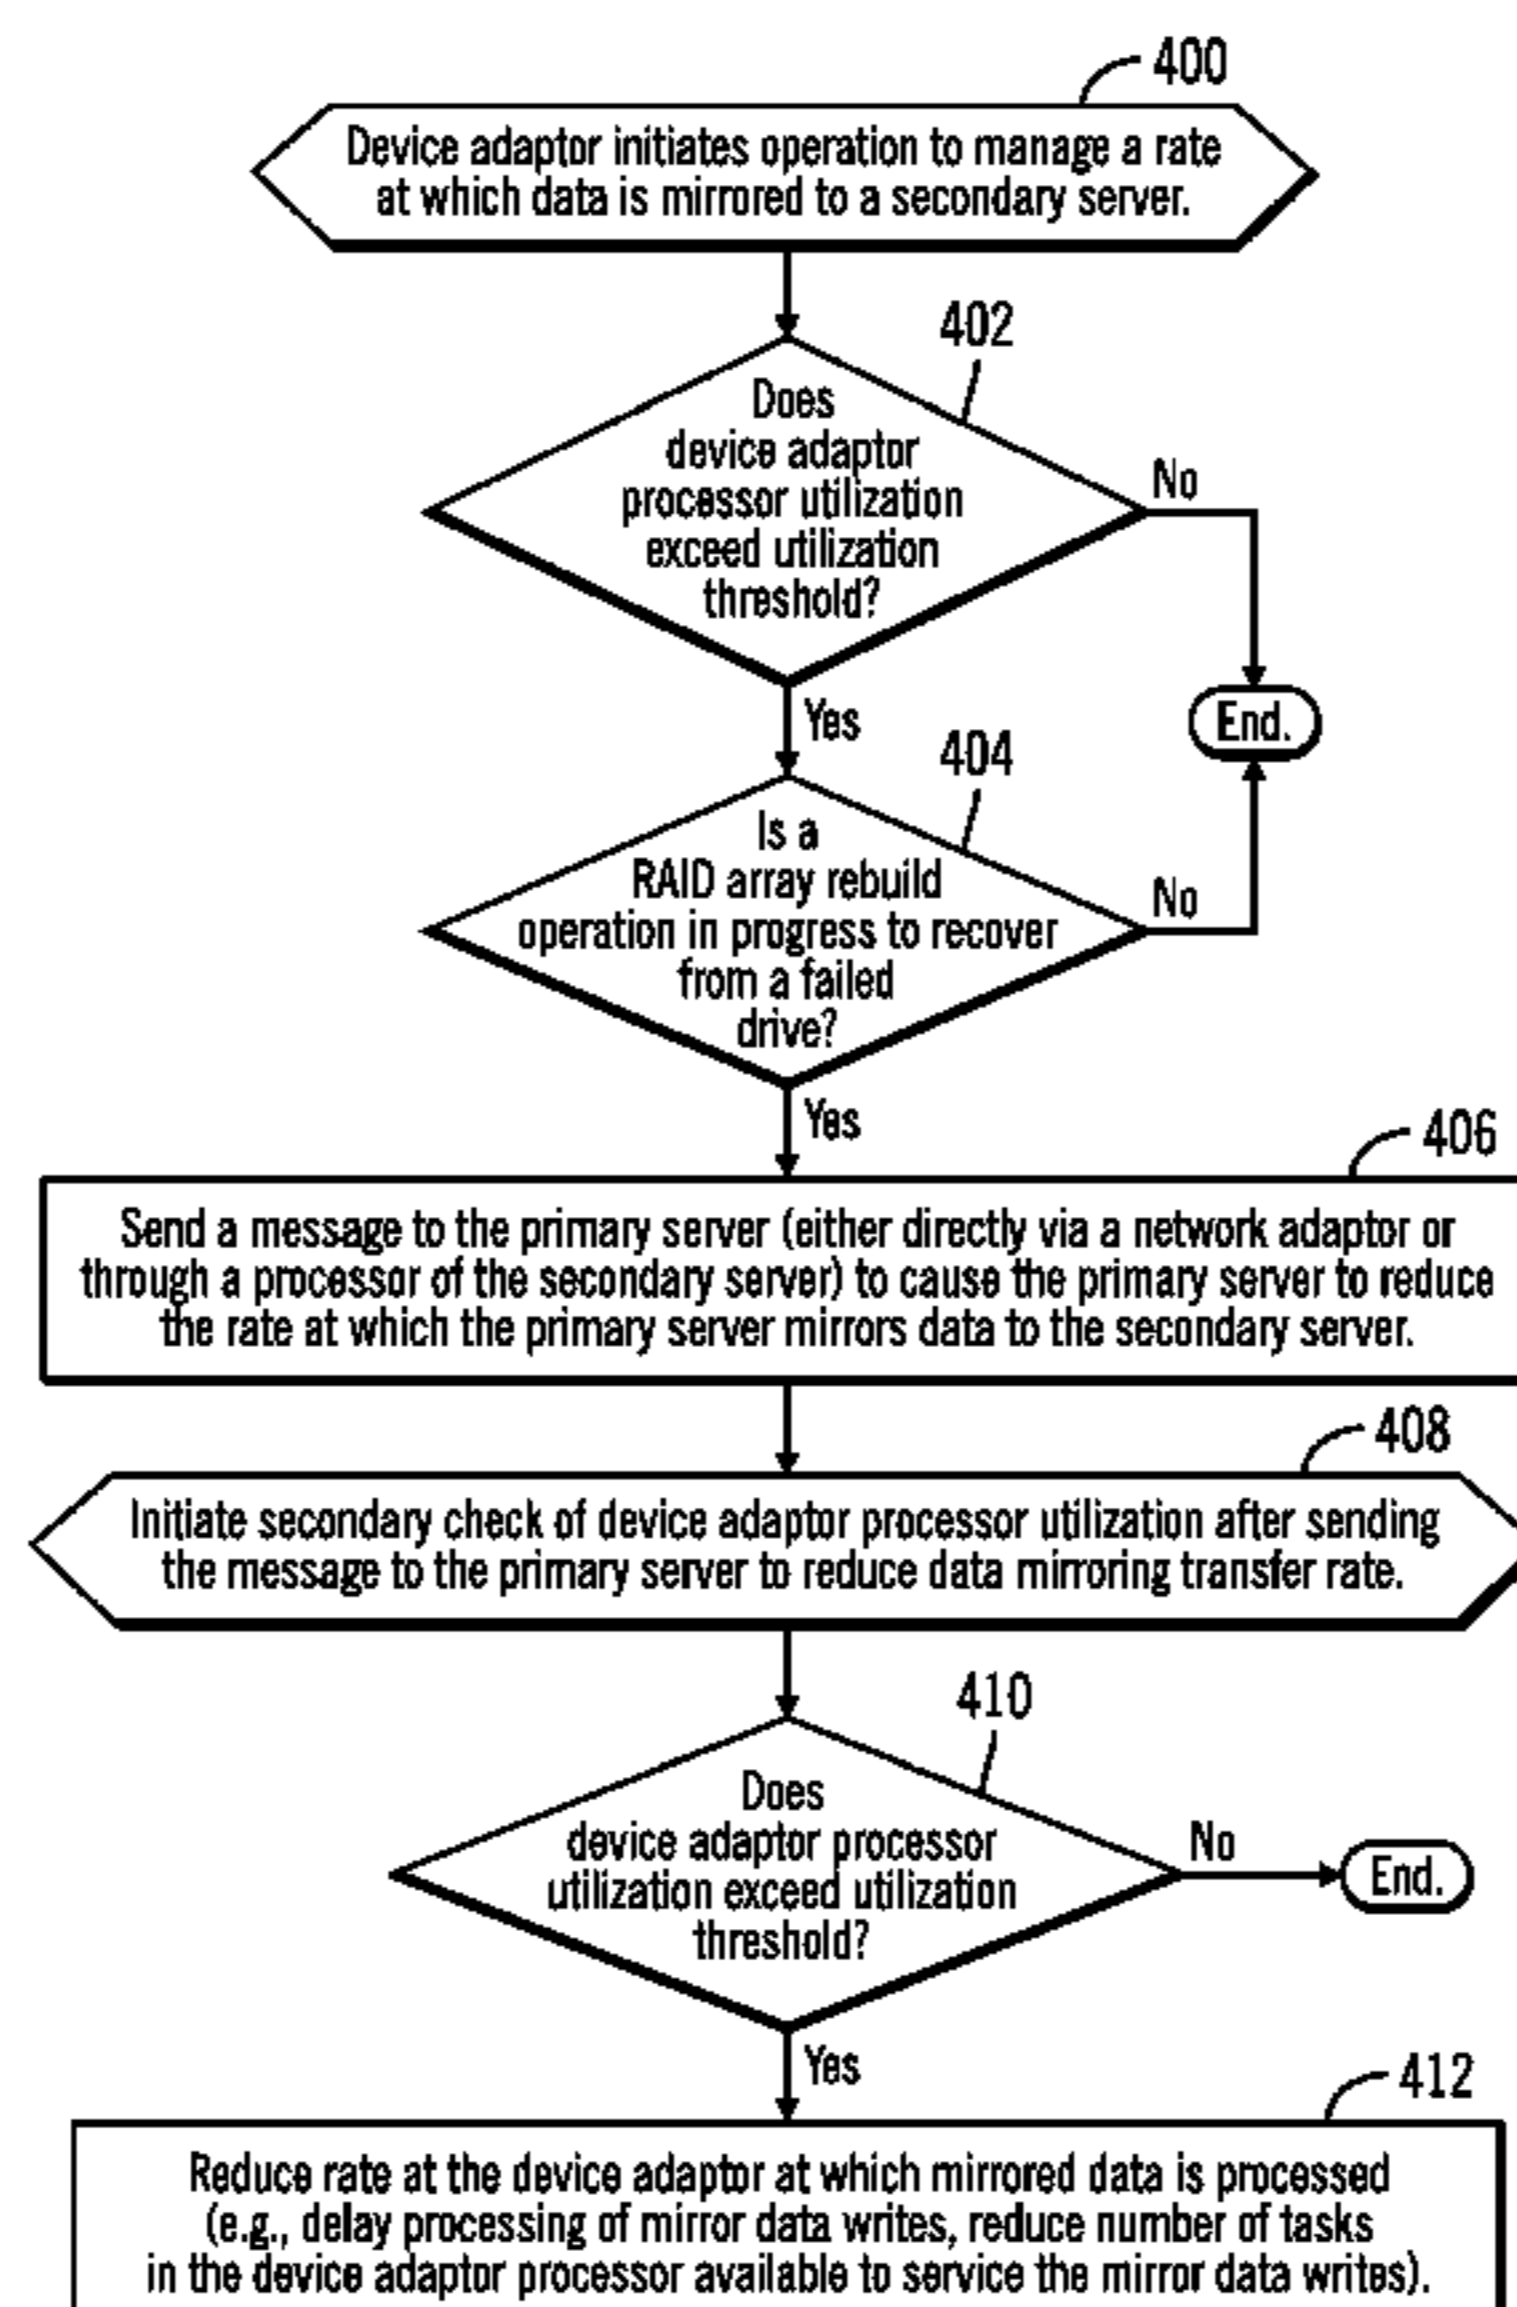 400
Device adaptor initiates operation to manage a rate
at which data is mirrored to a secondary server.
402
Does
device adaptor
processor utilization
exceed utilization
threshold?
No
End.
Yes
404
Is a
RAID array rebuild
operation in progress to recover
from a failed
drive?
No
Yes
406
Send a message to the primary server (either directly via a network adaptor or
through a processor of the secondary server) to cause the primary server to reduce
the rate at which the primary server mirrors data to the secondary server.
408
Initiate secondary check of device adaptor processor utilization after sending
the message to the primary server to reduce data mirroring transfer rate.
410
Does
device adaptor processor
utilization exceed utilization
threshold?
No
End.
Yes
412
Reduce rate at the device adaptor at which mirrored data is processed
(e.g., delay processing of mirror data writes, reduce number of tasks
in the device adaptor processor available to service the mirror data writes).